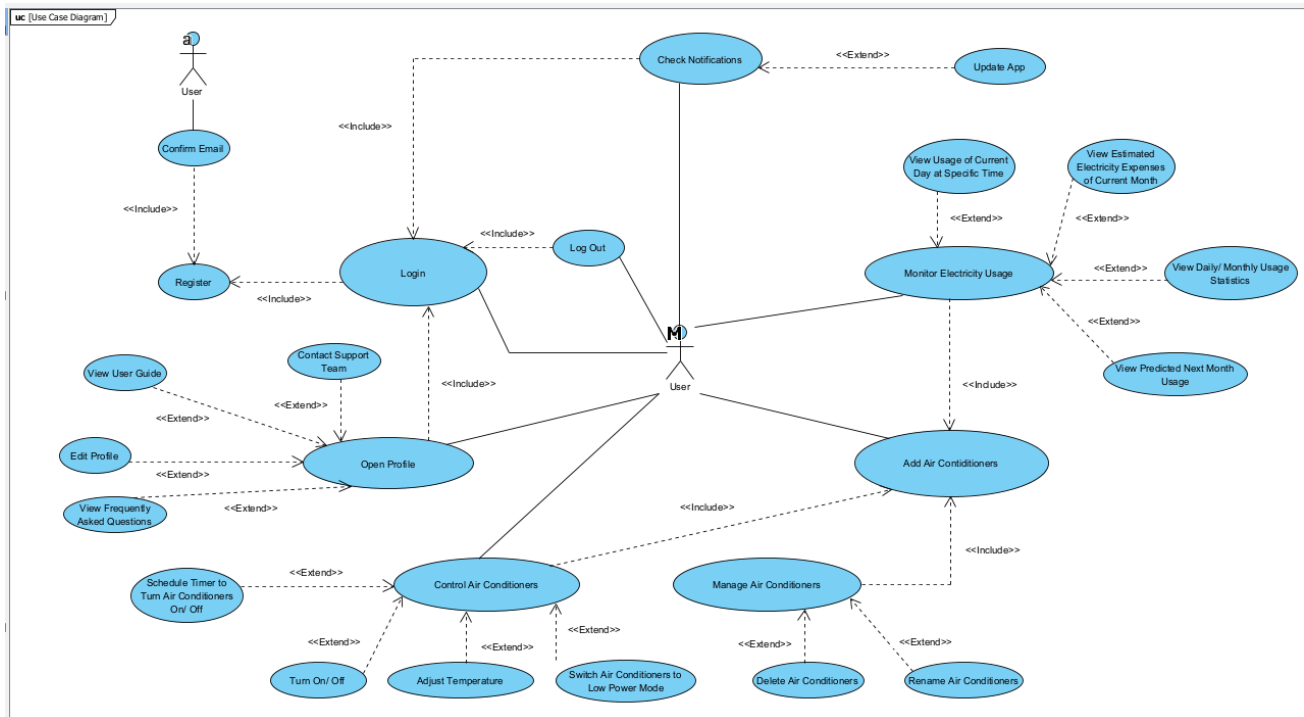 uc [Use Case Diagram]
a
User
Check Notifications
<<Extend>>
Update App
<<Include>>
Confirm Email
View Usage of Current
Day at Specific Time
View Estimated
Electricity Expenses
of Current Month
<<Include>>
<<Extend>>
<<Extend>>
<<Include>>
Log Out
Login
Monitor Electricity Usage
<<Extend>>
View Daily/ Monthly Usage
Statistics
Register
<<Include>>
<<Extend>>
M
User
View Predicted Next Month
Usage
Contact Support
Team
View User Guide
<<Include>>
<<Include>>
<<Extend>>
<<Extend>>
Edit Profile
<<Extend>>
Open Profile
Add Air Contiditioners
View Frequently
Asked Questions
<<Extend>>
<<Include>>
<<Include>>
Schedule Timer to
Turn Air Conditioners
On/ Off
<<Extend>>
Control Air Conditioners
Manage Air Conditioners
<<Extend>>
<<Extend>>
<<Extend>>
<<Extend>>
<<Extend>>
Turn On/ Off
Adjust Temperature
Switch Air Conditioners to
Low Power Mode
Delete Air Conditioners
Rename Air Conditioners